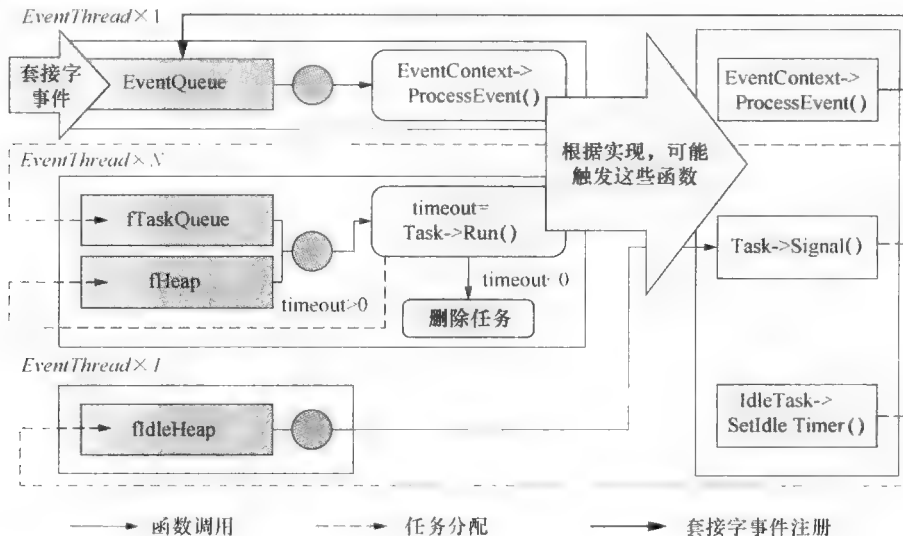 EventThread×1
套接字
事件
EventQueue
EventContext->
ProcessEvent()
根据实现，可能
触发这些函数
EventContext->
ProcessEvent()
EventThread×N
fTaskQueue
fHeap
timeout>0
timeout=
Task->Run()
timeout 0
删除任务
Task->Signal()
EventThread×1
fIdleHeap
IdleTask->
SetIdle Timer()
函数调用
任务分配
套接字事件注册